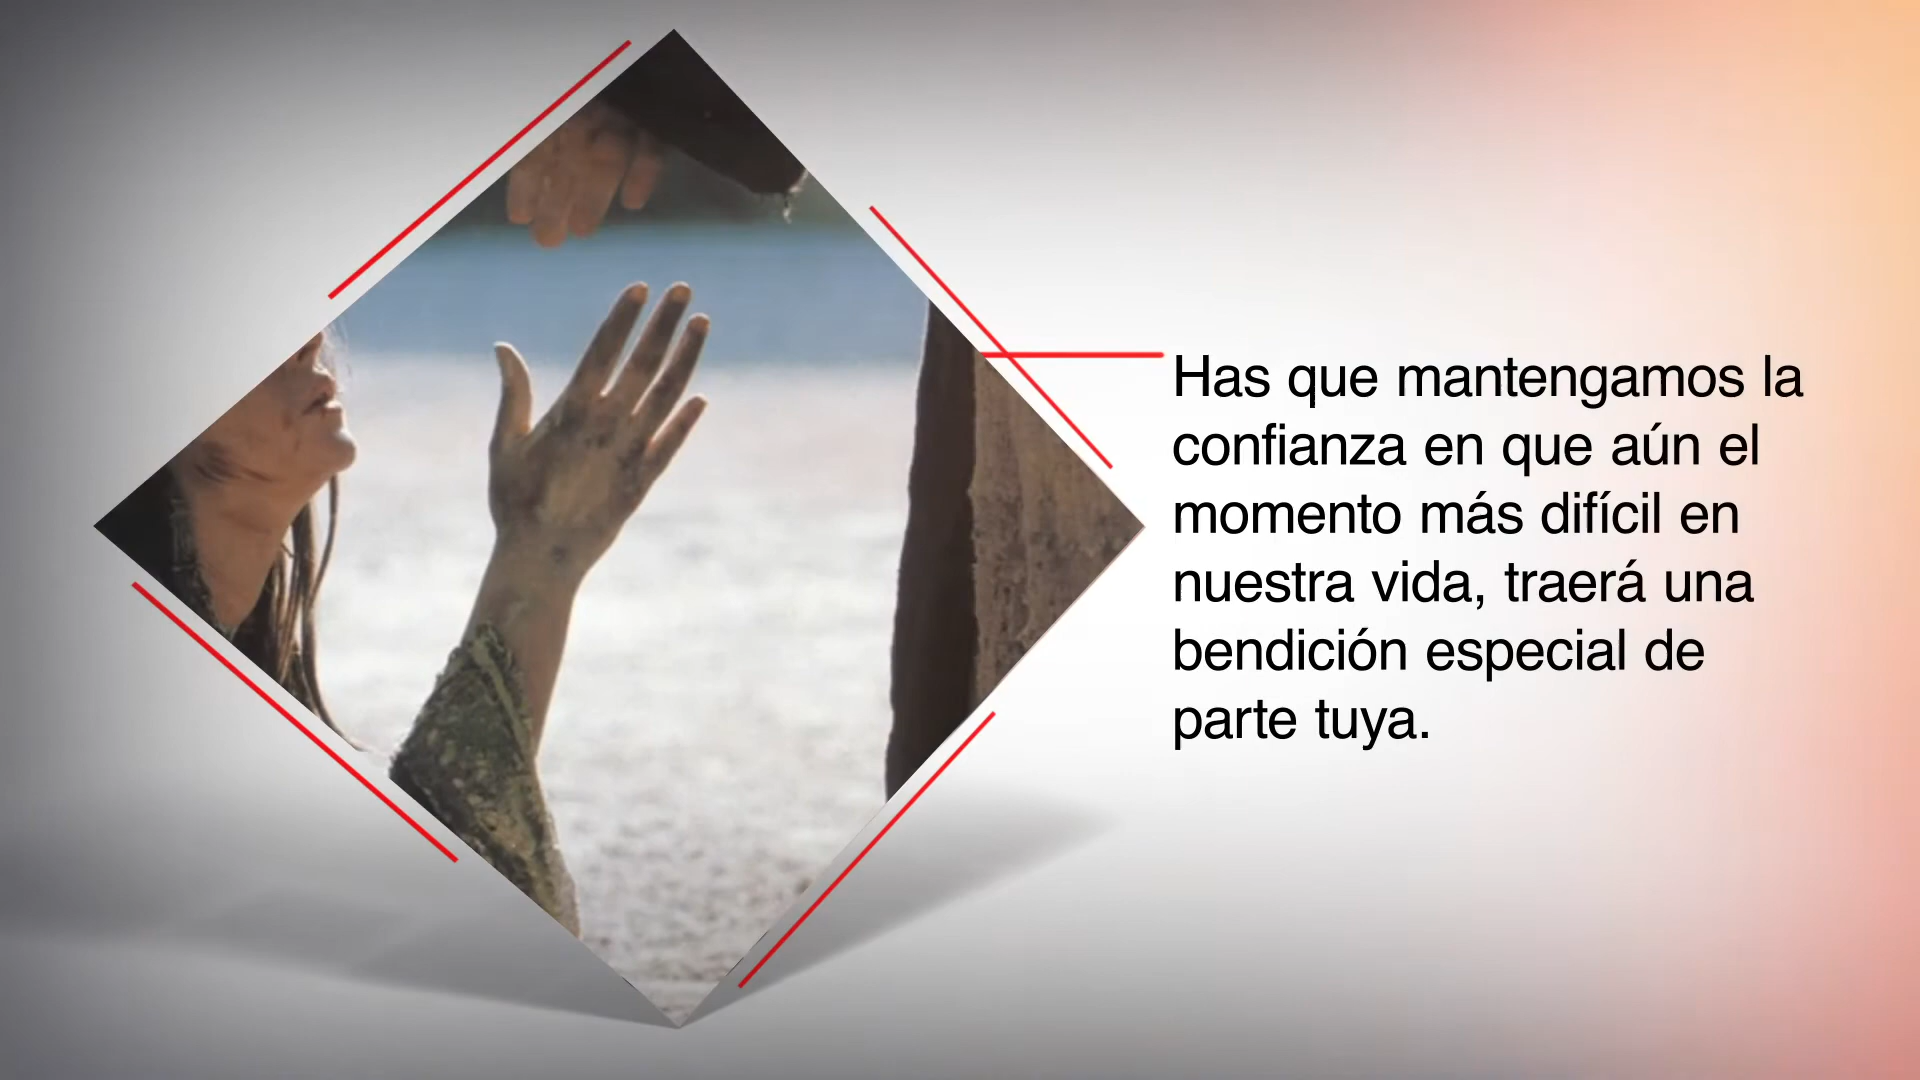 Has que mantengamos la
confianza en que aún el
momento más difícil en
nuestra vida, traerá una
bendición especial de
parte tuya.